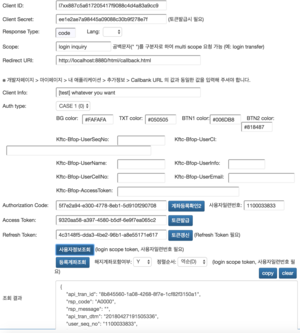 Client ID: l7xx887c5a617205417f9086c4d4a83a9cc9
Client Secret: ee1e2ae7a98445a09088c30b9f278e7f (토큰발급시 필요)
Response Type: code Lang:
Scope: login inquiry 공백문자(" ")를 구분자로 하여 multi scope 요청 가능 (예: login transfer)
Redirect URI: http://localhost:8880/html/callback.html
※ 개발자페이지 > 마이페이지 > 내 애플리케이션 > 추가정보 > Callback URL 의 값과 동일한 값을 입력해 주셔야 합니다.
Client Info: [test] whatever you want
Auth type: CASE 1 (0)
BG color: #FAFAFA TXT color: #050505 BTN1 color: #006DB8 BTN2 color: #818487
Kftc-Bfop-UserSeqNo: Kftc-Bfop-UserCI:
Kftc-Bfop-UserName: Kftc-Bfop-UserInfo:
Kftc-Bfop-UserCellNo: Kftc-Bfop-UserEmail:
Kftc-Bfop-AccessToken:
Authorization Code: 5f7e2a94-e300-4778-8eb1-5d910f090709 계좌등록확인 사용자일련번호: 1100033833
Access Token: 9320aa58-a397-4580-b5df-6e9f7ea065c2 토큰발급
Refresh Token: 4c3148f5-dda3-4be2-96b1-a8e55171e617 토큰갱신 (Refresh Token 필요)
사용자정보조회 (login scope token, 사용자일련번호 필요)
등록계좌조회 해지계좌포함여부: Y 정렬순서: 역순(D) (login scope token, 사용자일련번호 필요)
copy clear
조회 결과
{
"api_tran_id": "8b845560-1a08-4268-8f7e-1cf82f3150a1",
"rsp_code": "A0000",
"rsp_message": "",
"api_tran_dtm": "20180427181505336",
"user_seq_no": "1100033833",